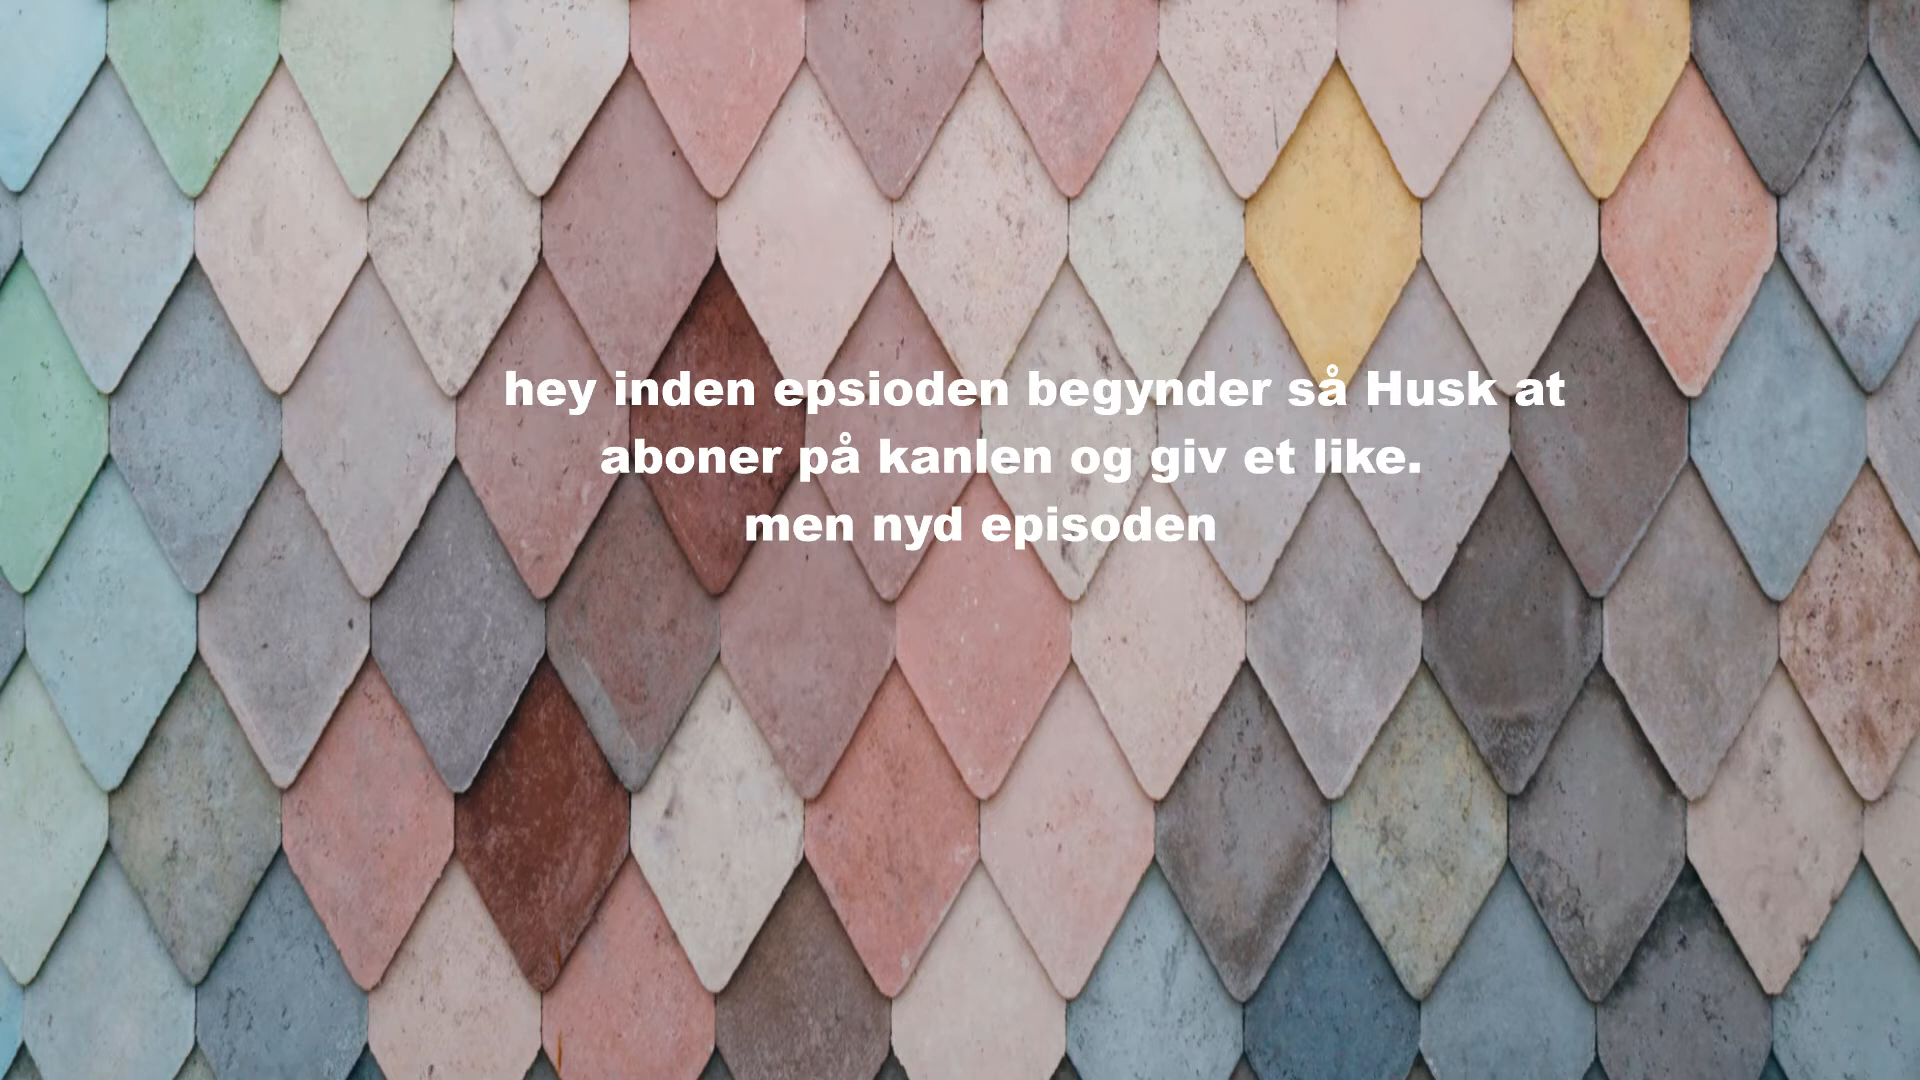 hey inden epsioden begynder så Husk at
aboner på kanlen og giv et like.
men nyd episoden